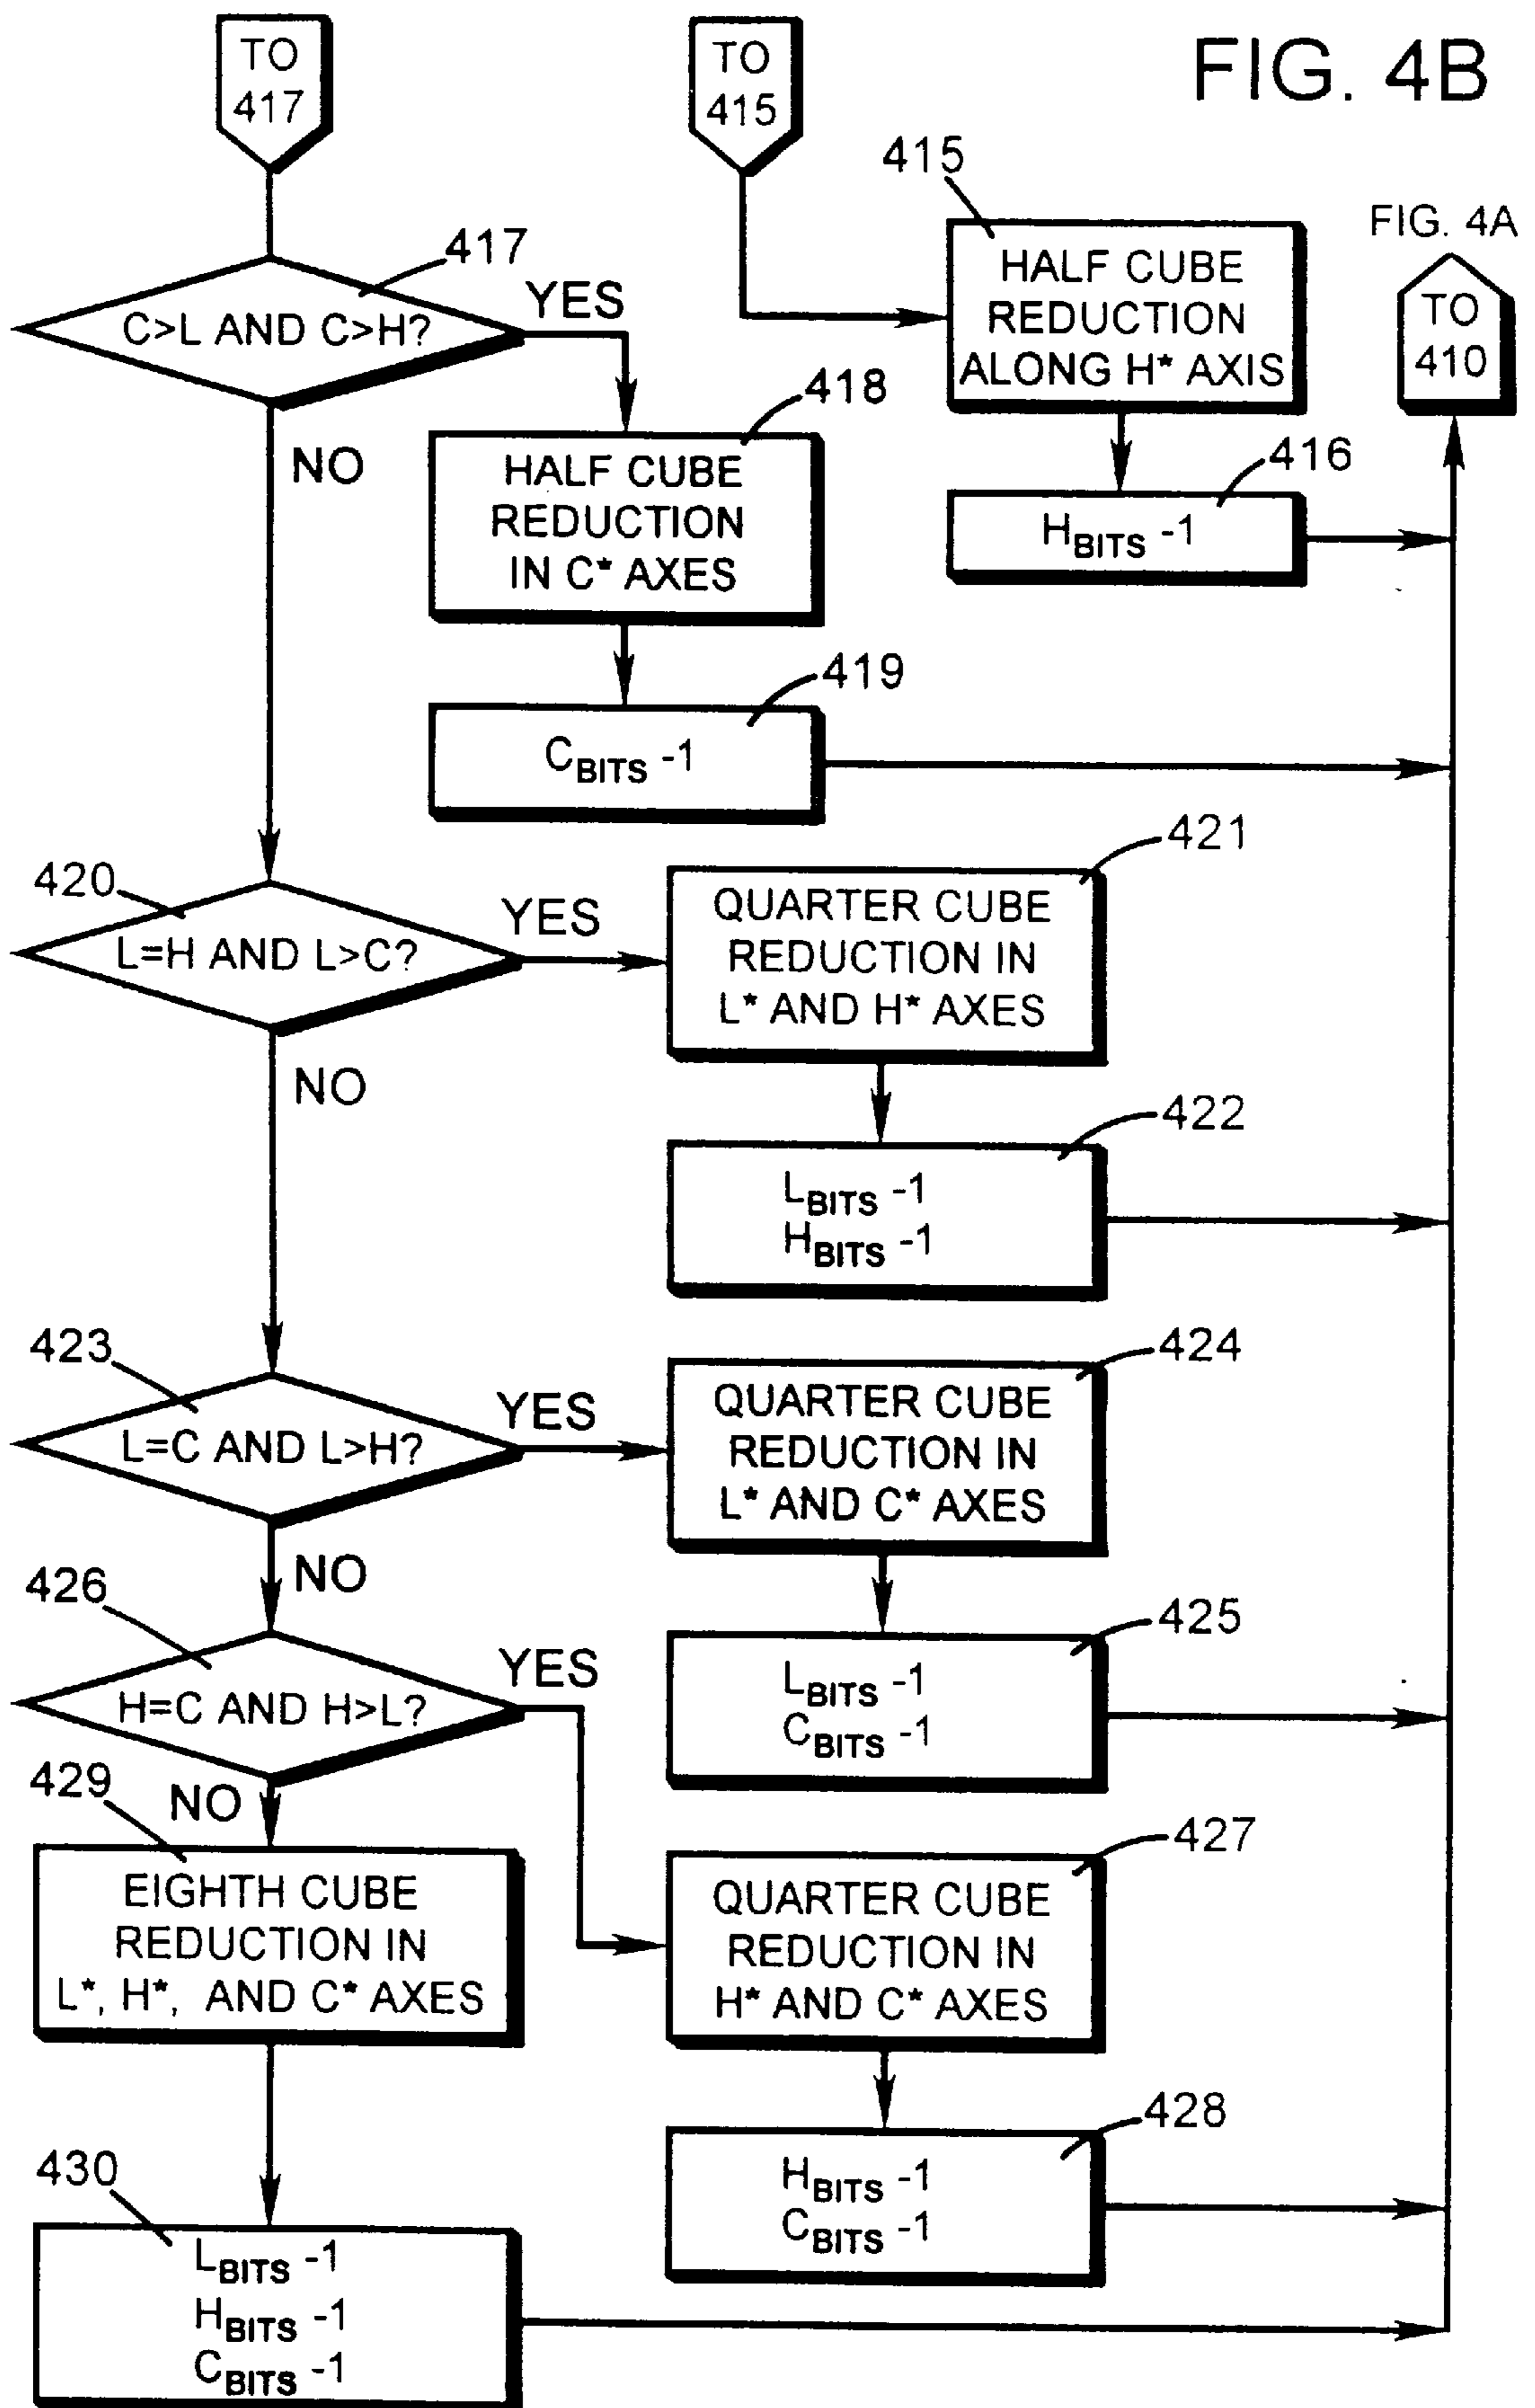 FIG. 4B
TO
417
TO
415
415
HALF CUBE
REDUCTION
ALONG H* AXIS
FIG. 4A
TO
410
417
C>L AND C>H?
YES
NO
418
HALF CUBE
REDUCTION
IN C* AXES
416
HBITS -1
419
CBITS -1
420
L=H AND L>C?
YES
NO
421
QUARTER CUBE
REDUCTION IN
L* AND H* AXES
422
LBITS -1
HBITS -1
423
L=C AND L>H?
YES
NO
424
QUARTER CUBE
REDUCTION IN
L* AND C* AXES
425
LBITS -1
CBITS -1
426
H=C AND H>L?
YES
NO
427
QUARTER CUBE
REDUCTION IN
H* AND C* AXES
428
HBITS -1
CBITS -1
429
EIGHTH CUBE
REDUCTION IN
L*, H*, AND C* AXES
430
LBITS -1
HBITS -1
CBITS -1